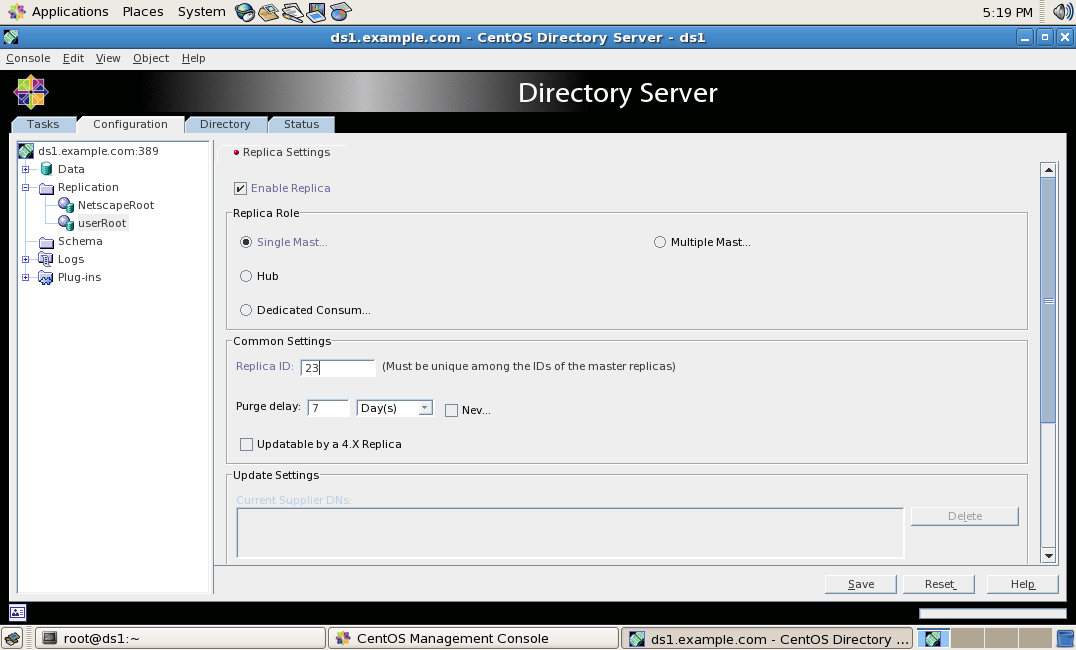 Applications Places System 5:19 PM
ds1.example.com - CentOS Directory Server - ds1
Console Edit View Object Help
Directory Server
Tasks Configuration Directory Status
ds1.example.com:389
Data
Replication
NetscapeRoot
userRoot
Schema
Logs
Plug-ins
Replica Settings
Enable Replica
Replica Role
Single Mast... Multiple Mast...
Hub
Dedicated Consum...
Common Settings
Replica ID: 23 (Must be unique among the IDs of the master replicas)
Purge delay: 7 Day(s) Nev...
Updatable by a 4.X Replica
Update Settings
Current Supplier DNs:
Delete
Save Reset Help
root@ds1:~ CentOS Management Console ds1.example.com - CentOS Directory ...